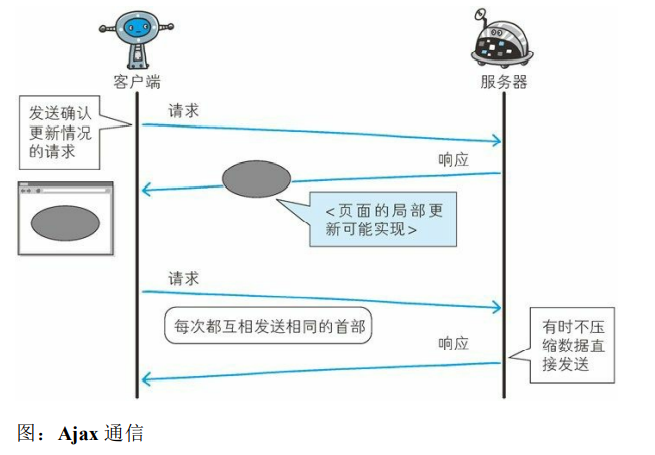 客户端
服务器
发送确认
更新情况
的请求
请求
响应
<页面的局部更
新可能实现>
请求
每次都互相发送相同的首部
响应
有时不压
缩数据直
接发送
图：Ajax 通信